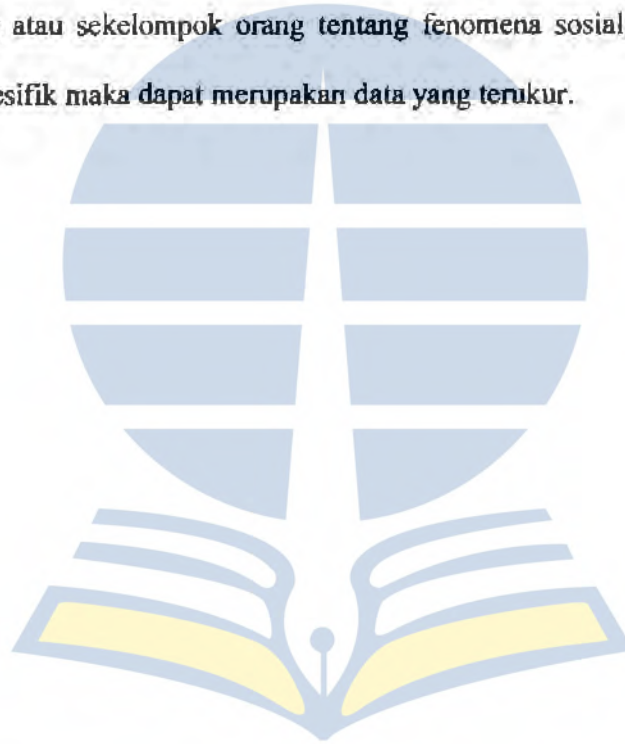 atau sekelompok orang tentang fenomena sosial
esifik maka dapat merupakan data yang terukur.